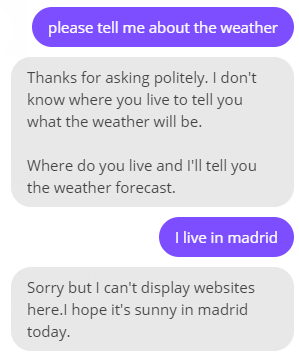 please tell me about the weather
Thanks for asking politely. I don't
know where you live to tell you
what the weather will be.
Where do you live and I'll tell you
the weather forecast.
I live in madrid
Sorry but I can't display websites
here.I hope it's sunny in madrid
today.